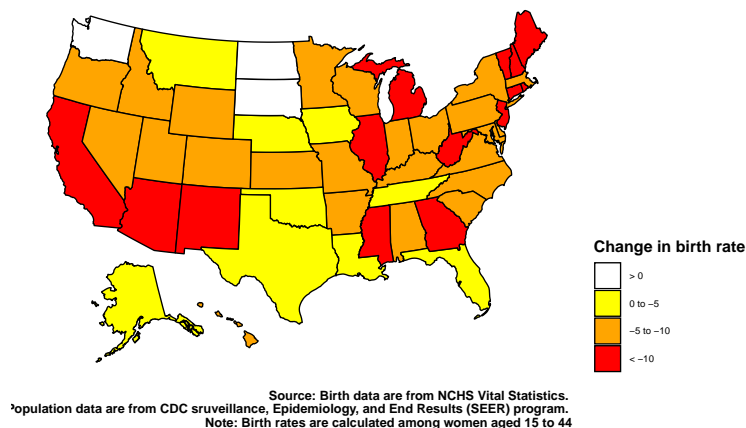 Change in birth rate
> 0
0 to −5
−5 to −10
< −10
Source: Birth data are from NCHS Vital Statistics.
Population data are from CDC sruveillance, Epidemiology, and End Results (SEER) program.
Note: Birth rates are calculated among women aged 15 to 44